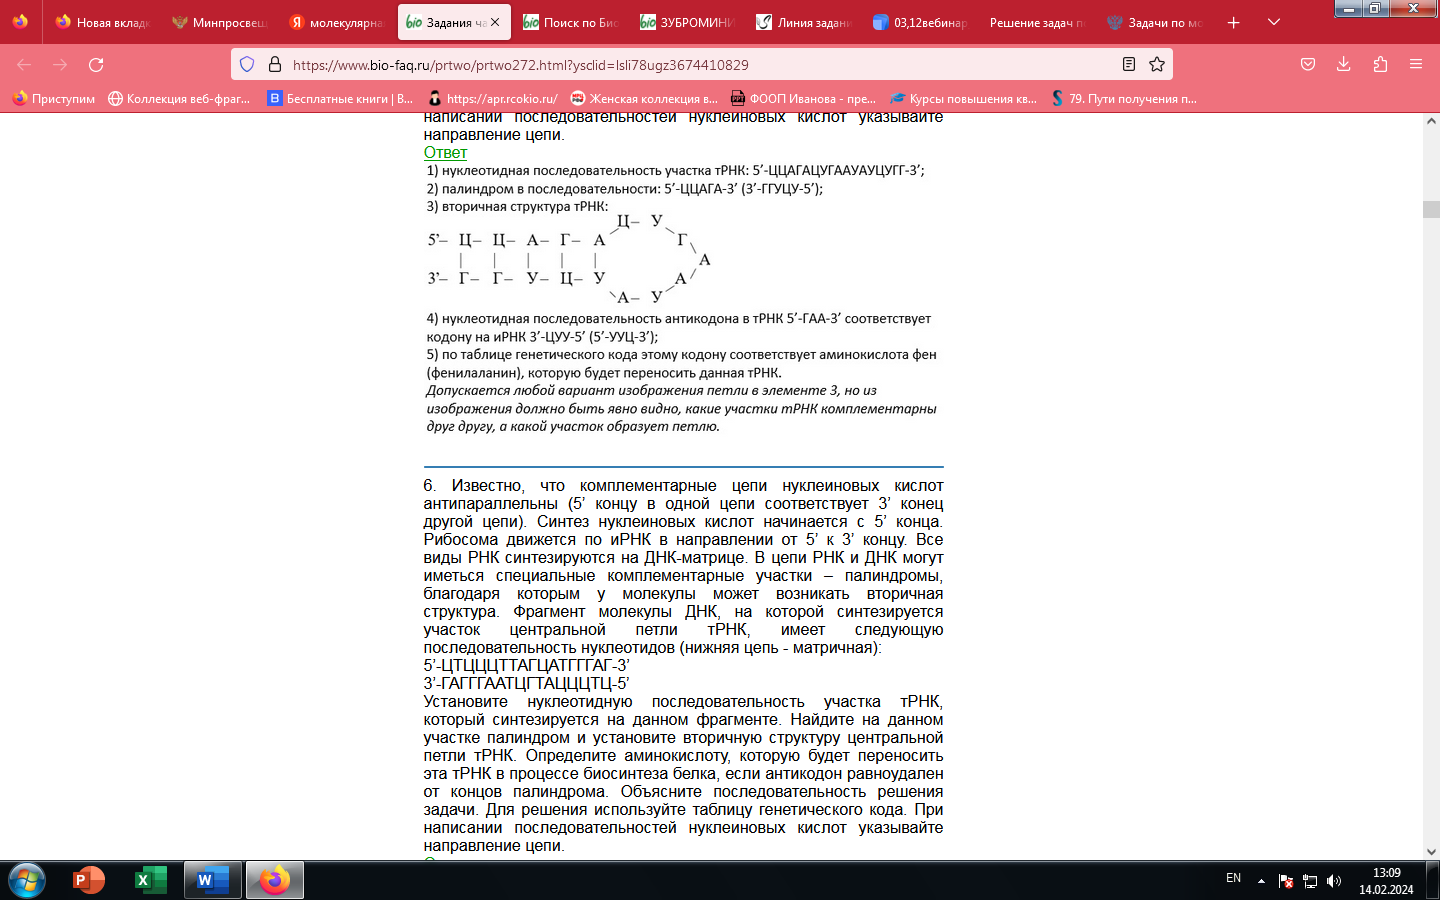 Новая вкладк
Минпросвещ
молекулярна
Задания ча
Поиск по Био
ЗУБРОМИНИ
Линия задани
03,12вебинар
Решение задач п
Задачи по мо
https://www.bio-faq.ru/prtwo/prtwo272.html?ysclid=lsli78ugz3674410829
Приступим
Коллекция веб-фраг...
Бесплатные книги | В...
https://apr.rcokio.ru/
Женская коллекция в...
ФООП Иванова - пре...
Курсы повышения кв...
79. Пути получения п...
написании последовательностей нуклеиновых кислот указывайте
направление цепи.
Ответ
1) нуклеотидная последовательность участка тРНК: 5’-ЦЦАГАЦУГААУАУЦУГГ-3’;
2) палиндром в последовательности: 5’-ЦЦАГА-3’ (3’-ГГУЦУ-5’);
3) вторичная структура тРНК:
Ц– У
5’– Ц– Ц– А– Г– А
Г
А
3’– Г– Г– У– Ц– У
А
А– У
4) нуклеотидная последовательность антикодона в тРНК 5’-ГАА-3’ соответствует
кодону на иРНК 3’-ЦУУ-5’ (5’-УУЦ-3’);
5) по таблице генетического кода этому кодону соответствует аминокислота фен
(фенилаланин), которую будет переносить данная тРНК.
Допускается любой вариант изображения петли в элементе 3, но из
изображения должно быть явно видно, какие участки тРНК комплементарны
друг другу, а какой участок образует петлю.
6. Известно, что комплементарные цепи нуклеиновых кислот
антипараллельны (5’ концу в одной цепи соответствует 3’ конец
другой цепи). Синтез нуклеиновых кислот начинается с 5’ конца.
Рибосома движется по иРНК в направлении от 5’ к 3’ концу. Все
виды РНК синтезируются на ДНК-матрице. В цепи РНК и ДНК могут
иметься специальные комплементарные участки – палиндромы,
благодаря которым у молекулы может возникать вторичная
структура. Фрагмент молекулы ДНК, на которой синтезируется
участок центральной петли тРНК, имеет следующую
последовательность нуклеотидов (нижняя цепь - матричная):
5’-ЦТЦЦЦТТАГЦАТГГГАГ-3’
3’-ГАГГГААТЦГТАЦЦЦТЦ-5’
Установите нуклеотидную последовательность участка тРНК,
который синтезируется на данном фрагменте. Найдите на данном
участке палиндром и установите вторичную структуру центральной
петли тРНК. Определите аминокислоту, которую будет переносить
эта тРНК в процессе биосинтеза белка, если антикодон равноудален
от концов палиндрома. Объясните последовательность решения
задачи. Для решения используйте таблицу генетического кода. При
написании последовательностей нуклеиновых кислот указывайте
направление цепи.
EN
13:09
14.02.2024